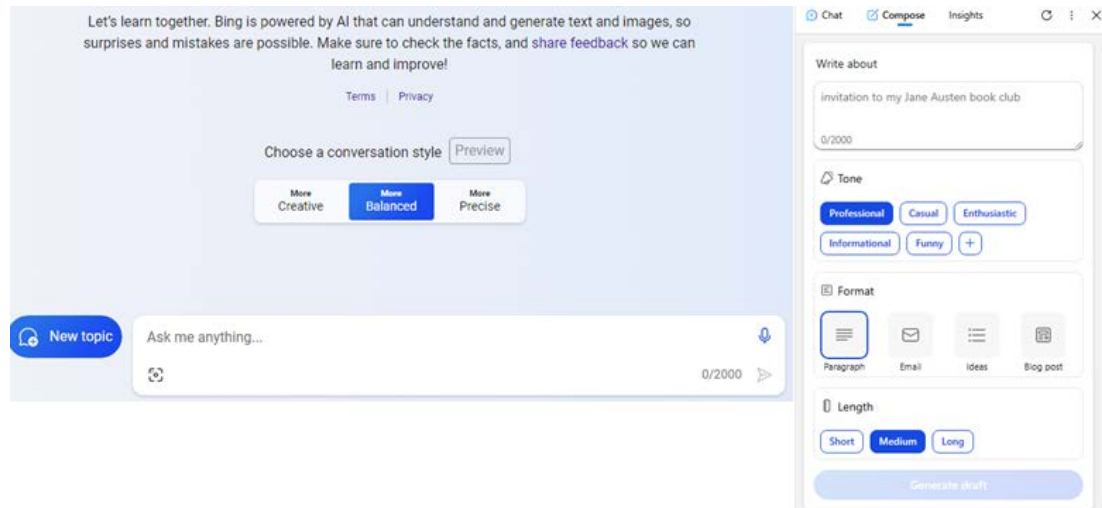 Let's learn together. Bing is powered by AI that can understand and generate text and images, so
surprises and mistakes are possible. Make sure to check the facts, and share feedback so we can
learn and improve!
Terms | Privacy
Choose a conversation style Preview
More Creative More Balanced More Precise
New topic
Ask me anything...
0/2000
Chat Compose Insights
Write about
invitation to my Jane Austen book club
0/2000
Tone
Professional Casual Enthusiastic
Informational Funny +
Format
Paragraph Email Ideas Blog post
Length
Short Medium Long
Generate draft